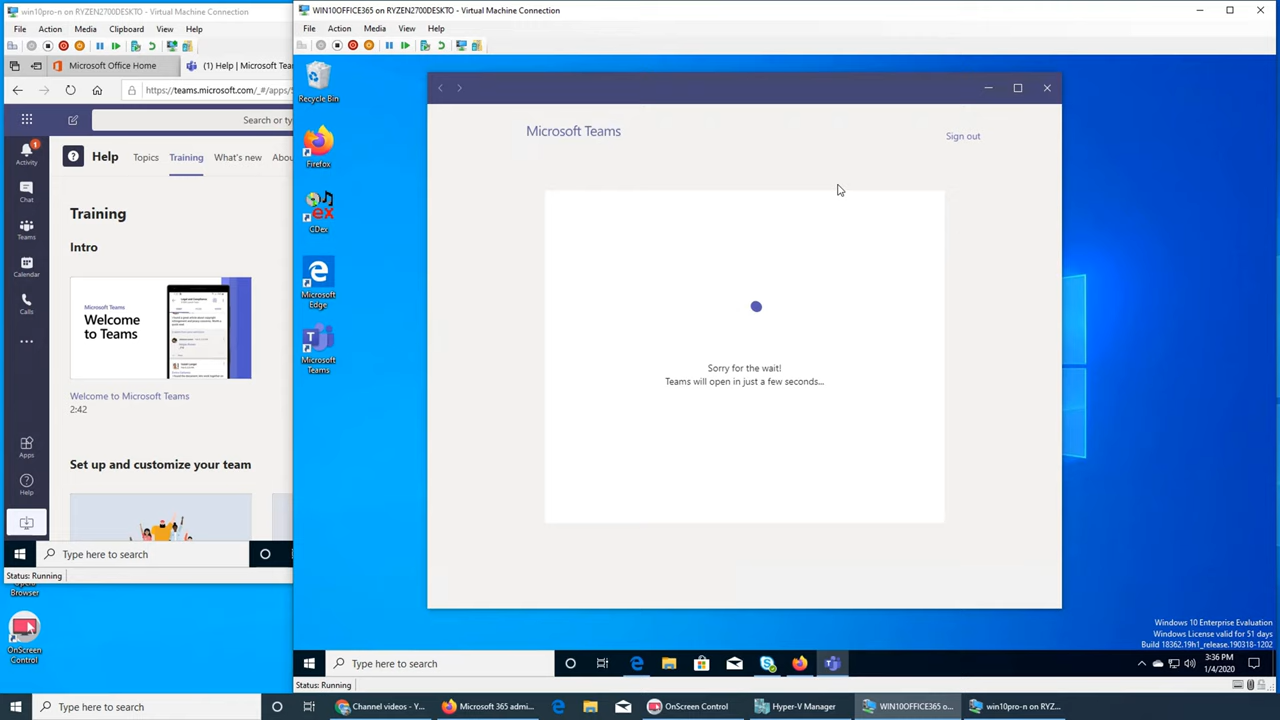 win10pro-n on RYZEN2700DESKTO - Virtual Machine Connection
File Action Media Clipboard View Help
Microsoft Office Home
(1) Help | Microsoft Tea
https://teams.microsoft.com/_#/apps/
Search or ty
Activity
1
Chat
Teams
Calendar
Calls
Apps
Help
Help
Topics
Training
What's new
Abou
Training
Intro
Microsoft Teams
Welcome
to Teams
Welcome to Microsoft Teams
2:42
Set up and customize your team
Type here to search
Status: Running
Browser
OnScreen
Control
WIN10OFFICE365 on RYZEN2700DESKTO - Virtual Machine Connection
File Action Media View Help
Recycle Bin
Firefox
ex
CDex
Microsoft
Edge
Microsoft
Teams
Microsoft Teams
Sign out
Sorry for the wait!
Teams will open in just a few seconds...
Windows 10 Enterprise Evaluation
Windows License valid for 51 days
Build 18362.19h1_release.190318-1202
Type here to search
3:36 PM
1/4/2020
Status: Running
Type here to search
Channel videos - Y...
Microsoft 365 admi...
OnScreen Control
Hyper-V Manager
WIN10OFFICE365 o...
win10pro-n on RYZ...